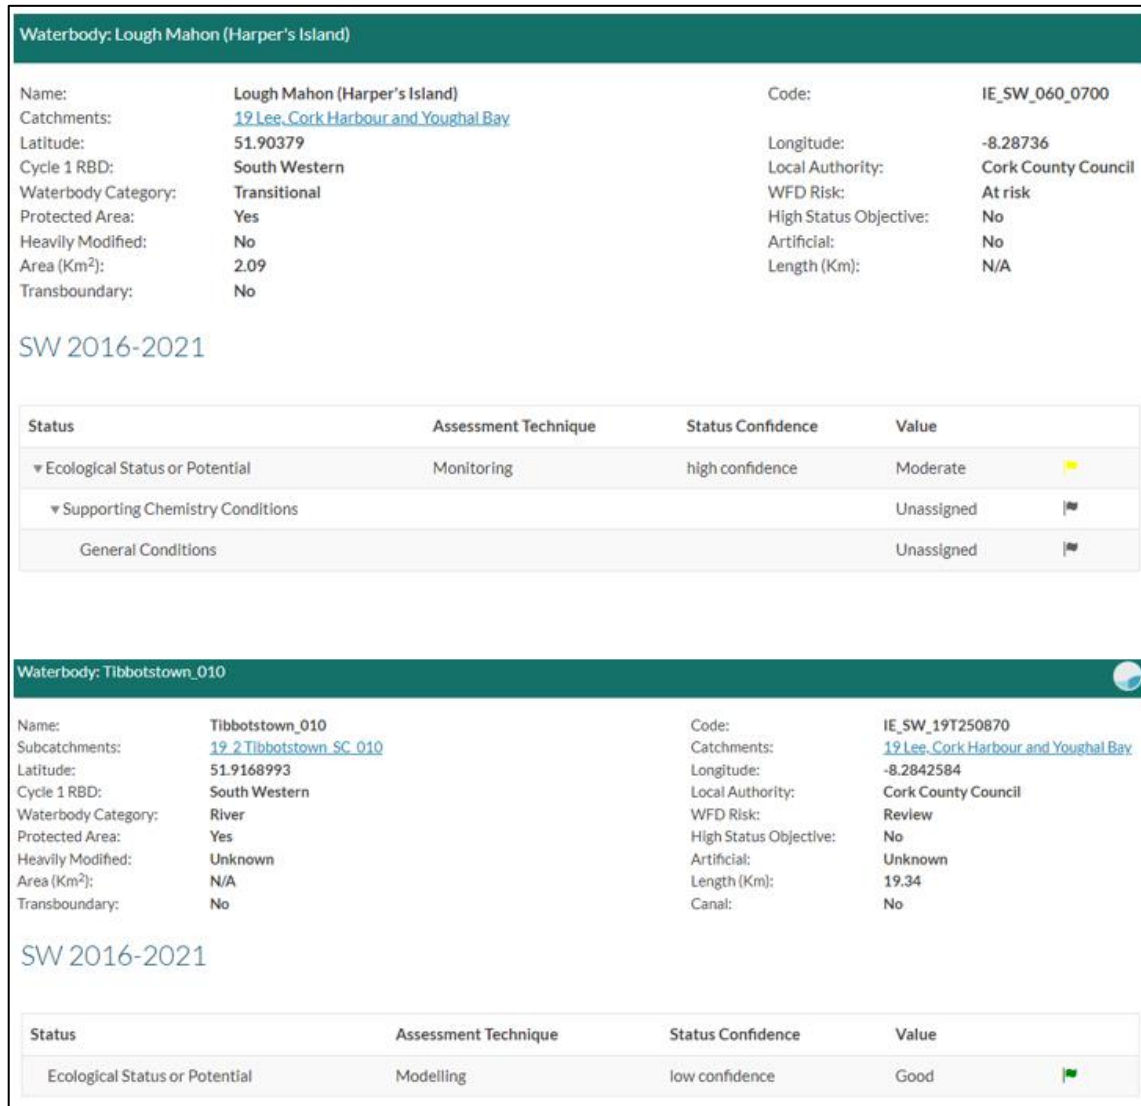 Waterbody: Lough Mahon (Harper's Island)
Name: Lough Mahon (Harper's Island) Code: IE_SW_060_0700
Catchments: 19 Lee, Cork Harbour and Youghal Bay
Latitude: 51.90379 Longitude: -8.28736
Cycle 1 RBD: South Western Local Authority: Cork County Council
Waterbody Category: Transitional WFD Risk: At risk
Protected Area: Yes High Status Objective: No
Heavily Modified: No Artificial: No
Area (Km²): 2.09 Length (Km): N/A
Transboundary: No
SW 2016-2021
Status Assessment Technique Status Confidence Value
▾ Ecological Status or Potential Monitoring high confidence Moderate
▾ Supporting Chemistry Conditions Unassigned
General Conditions Unassigned
Waterbody: Tibbotstown_010
Name: Tibbotstown_010 Code: IE_SW_19T250870
Subcatchments: 19_2 Tibbotstown_SC_010 Catchments: 19 Lee, Cork Harbour and Youghal Bay
Latitude: 51.9168993 Longitude: -8.2842584
Cycle 1 RBD: South Western Local Authority: Cork County Council
Waterbody Category: River WFD Risk: Review
Protected Area: Yes High Status Objective: No
Heavily Modified: Unknown Artificial: Unknown
Area (Km²): N/A Length (Km): 19.34
Transboundary: No Canal: No
SW 2016-2021
Status Assessment Technique Status Confidence Value
Ecological Status or Potential Modelling low confidence Good